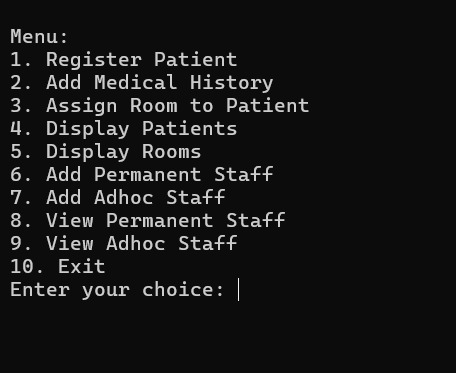 Menu:
1. Register Patient
2. Add Medical History
3. Assign Room to Patient
4. Display Patients
5. Display Rooms
6. Add Permanent Staff
7. Add Adhoc Staff
8. View Permanent Staff
9. View Adhoc Staff
10. Exit
Enter your choice: